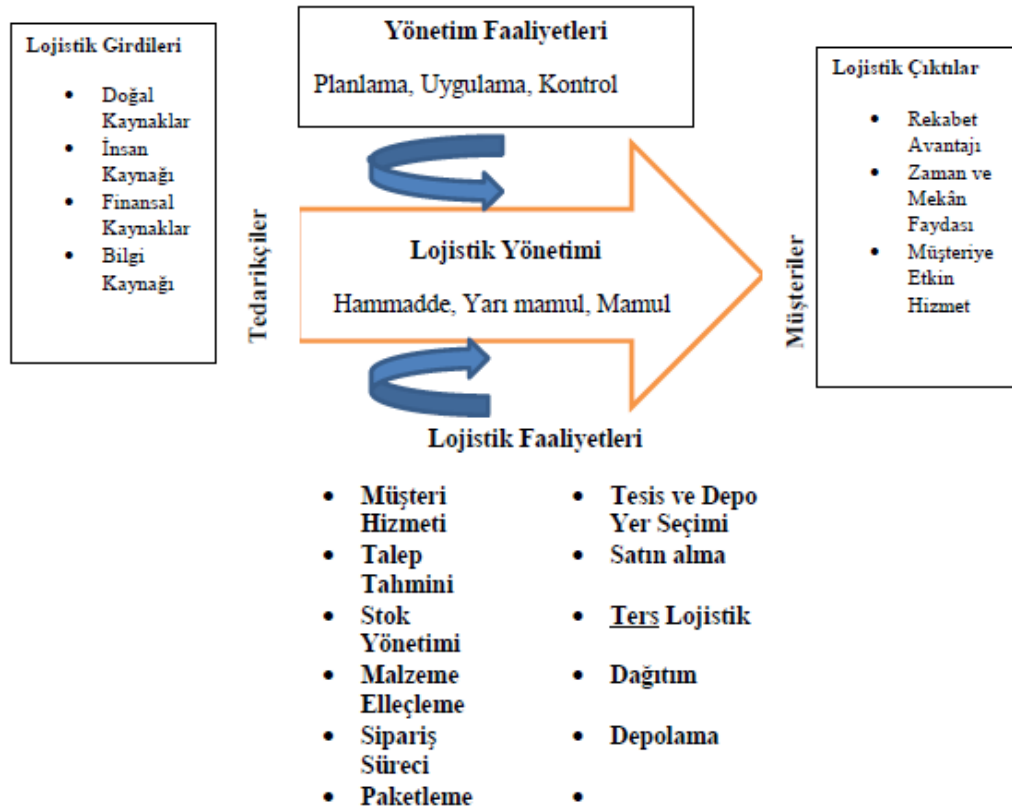 Lojistik Girdileri
• Doğal
Kaynaklar
• İnsan
Kaynağı
• Finansal
Kaynaklar
• Bilgi
Kaynağı
Yönetim Faaliyetleri
Planlama, Uygulama, Kontrol
Tedarikçiler
Lojistik Yönetimi
Hammadde, Yarı mamul, Mamul
Müşteriler
Lojistik Çıktılar
• Rekabet
Avantajı
• Zaman ve
Mekân
Faydası
• Müşteriye
Etkin
Hizmet
Lojistik Faaliyetleri
• Müşteri
Hizmeti
• Talep
Tahmini
• Stok
Yönetimi
• Malzeme
Elleçleme
• Sipariş
Süreci
• Paketleme
• Tesis ve Depo
Yer Seçimi
• Satın alma
• Ters Lojistik
• Dağıtım
• Depolama
•